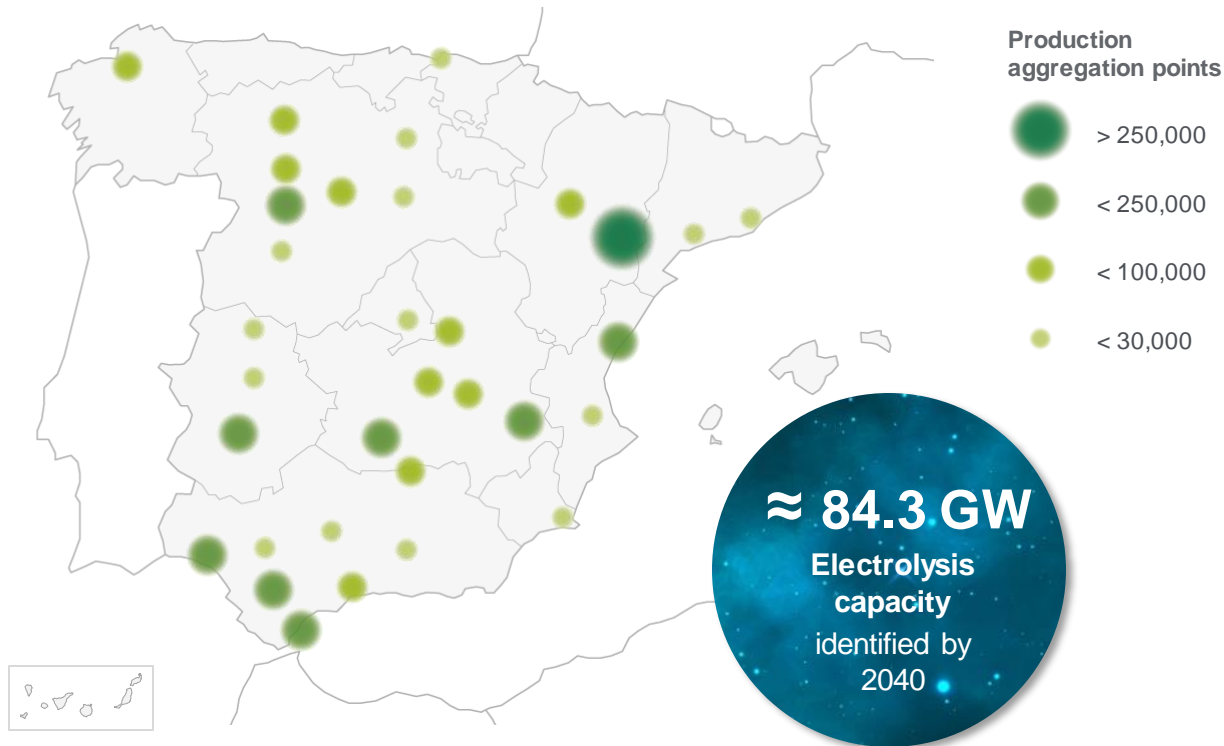 Production
aggregation points
> 250,000
< 250,000
< 100,000
< 30,000
≈ 84.3 GW
Electrolysis
capacity
identified by
2040